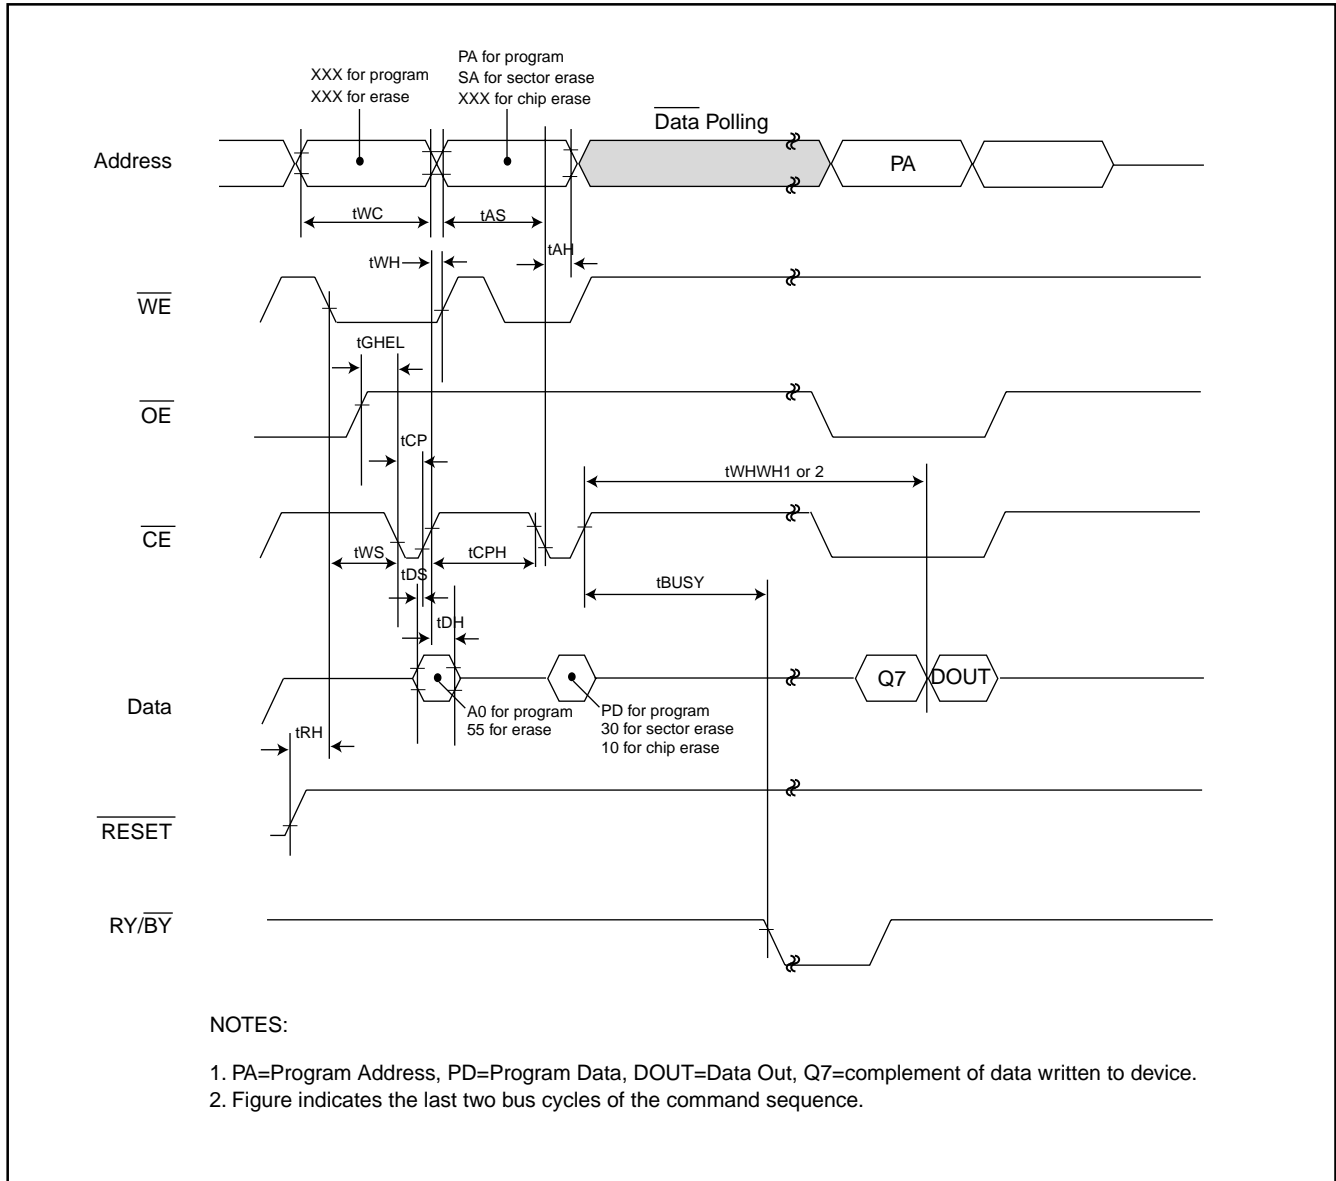 PA for program
SA for sector erase
XXX for chip erase
XXX for program
XXX for erase
Data Polling
Address
PA
tWC
tAS
tAH
tWH
WE
tGHEL
OE
tCP
tWHWH1 or 2
CE
tWS
tCPH
tDS
tBUSY
tDH
Q7
DOUT
Data
A0 for program
55 for erase
PD for program
30 for sector erase
10 for chip erase
tRH
RESET
RY/BY
NOTES:
1. PA=Program Address, PD=Program Data, DOUT=Data Out, Q7=complement of data written to device.
2. Figure indicates the last two bus cycles of the command sequence.